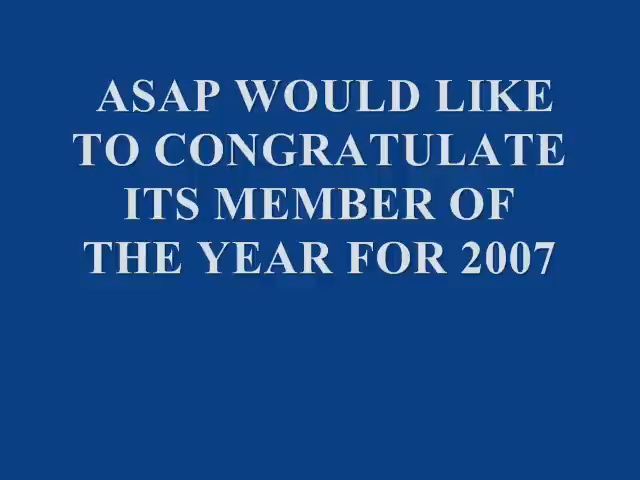 ASAP WOULD LIKE
TO CONGRATULATE
ITS MEMBER OF
THE YEAR FOR 2007